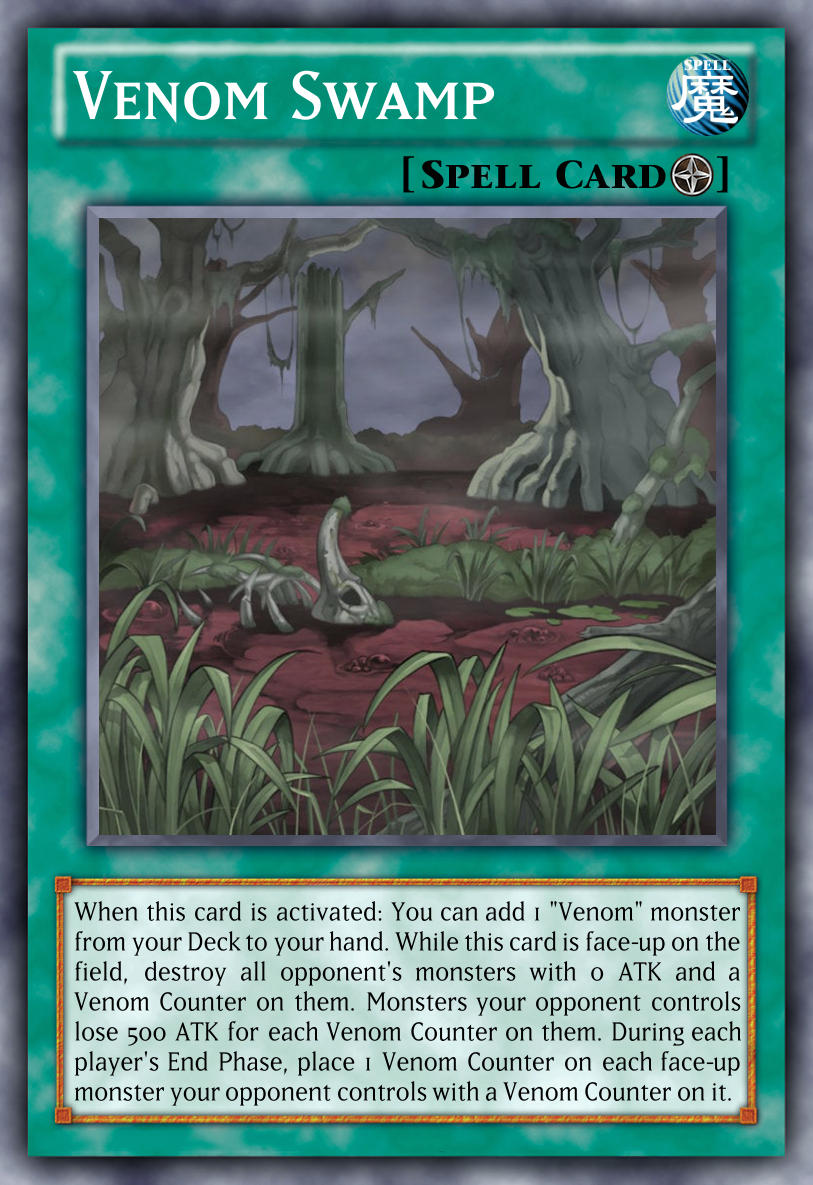 Venom Swamp
SPELL
魔
[Spell Card]
When this card is activated: You can add 1 "Venom" monster
from your Deck to your hand. While this card is face-up on the
field, destroy all opponent's monsters with 0 ATK and a
Venom Counter on them. Monsters your opponent controls
lose 500 ATK for each Venom Counter on them. During each
player's End Phase, place 1 Venom Counter on each face-up
monster your opponent controls with a Venom Counter on it.